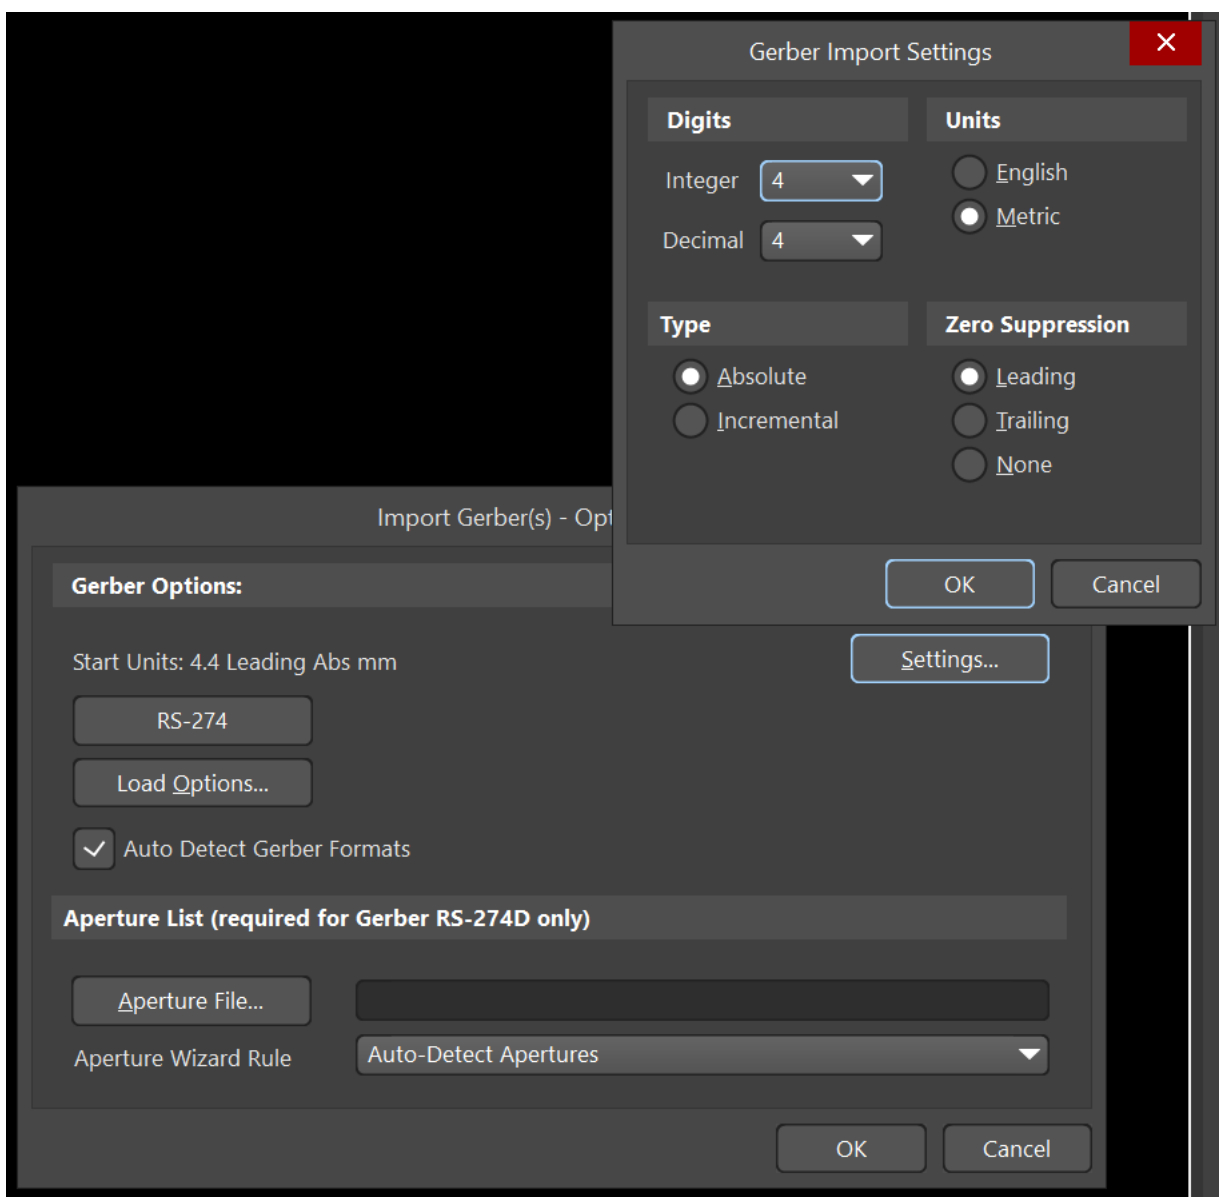 Gerber Import Settings
Digits
Integer 4
Decimal 4
Units
English
Metric
Type
Absolute
Incremental
Zero Suppression
Leading
Trailing
None
OK Cancel
Import Gerber(s) - Opt
Gerber Options:
Start Units: 4.4 Leading Abs mm
Settings...
RS-274
Load Options...
Auto Detect Gerber Formats
Aperture List (required for Gerber RS-274D only)
Aperture File...
Aperture Wizard Rule Auto-Detect Apertures
OK Cancel